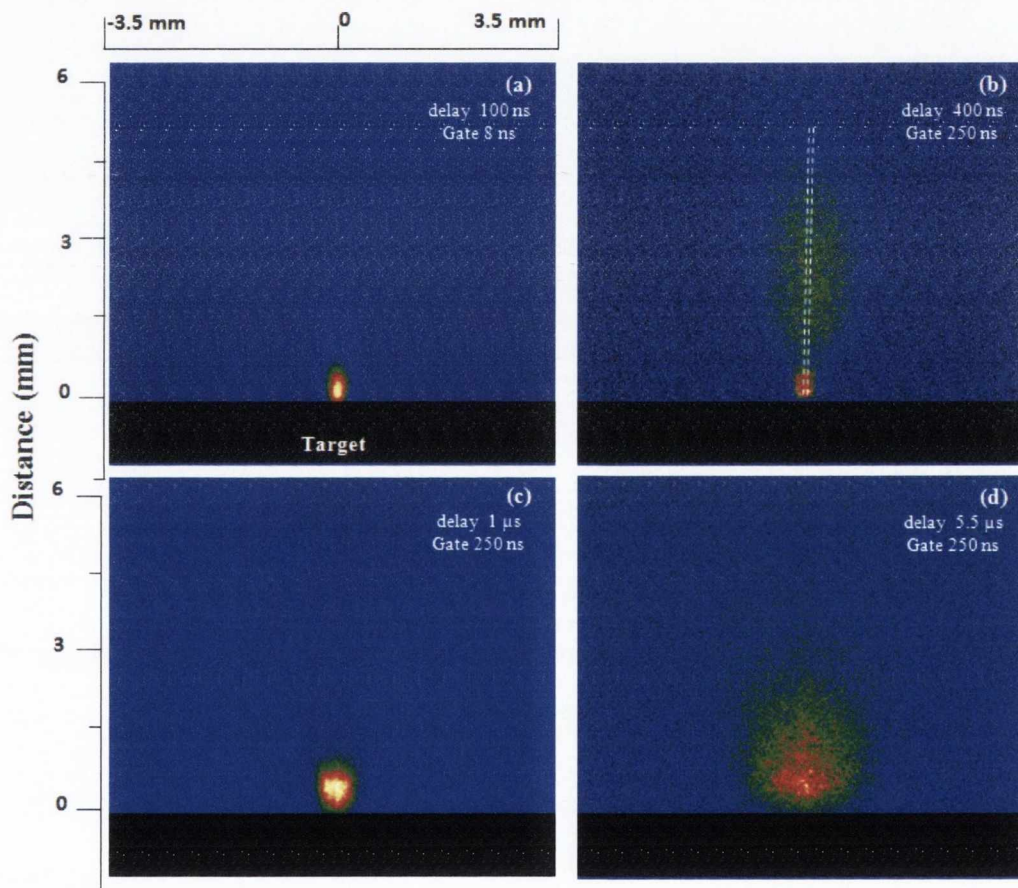 -3.5 mm 0 3.5 mm
(a)
delay 100 ns
Gate 8 ns
(b)
delay 400 ns
Gate 250 ns
6
3
0
Target
Distance (mm)
(c)
delay 1 µs
Gate 250 ns
(d)
delay 5.5 µs
Gate 250 ns
6
3
0